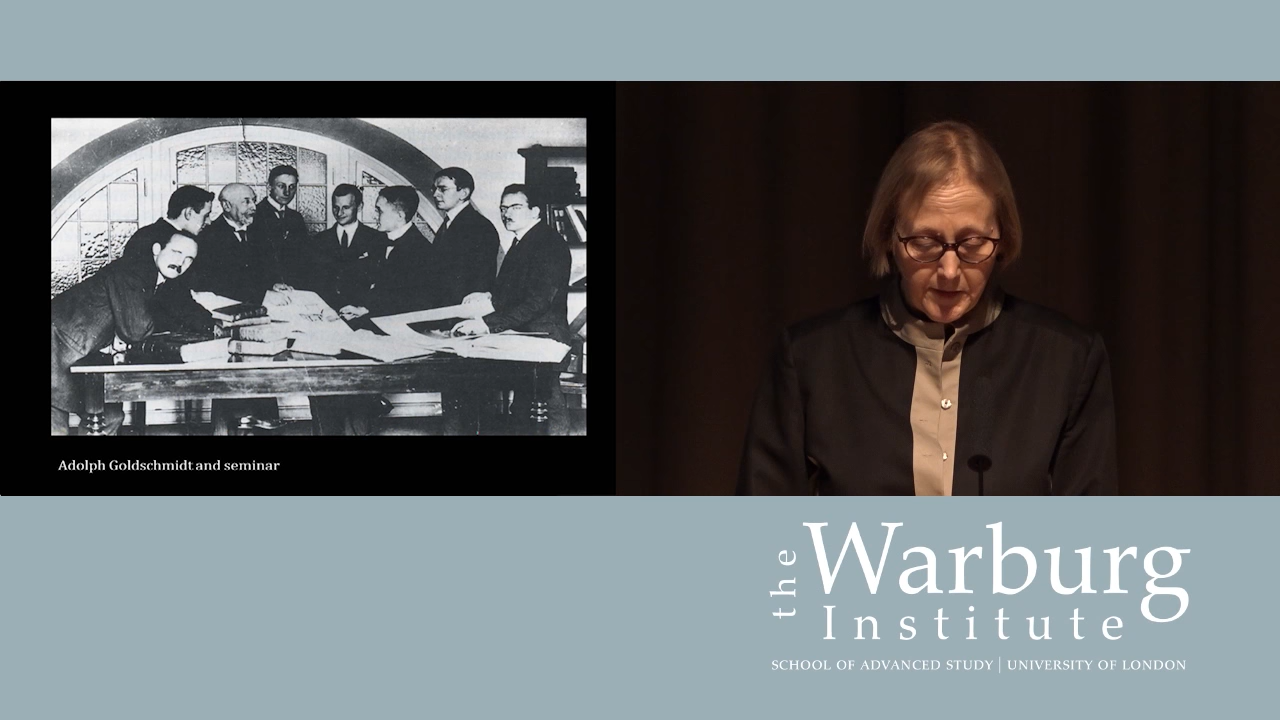 Adolph Goldschmidt and seminar
the Warburg
Institute
SCHOOL OF ADVANCED STUDY | UNIVERSITY OF LONDON